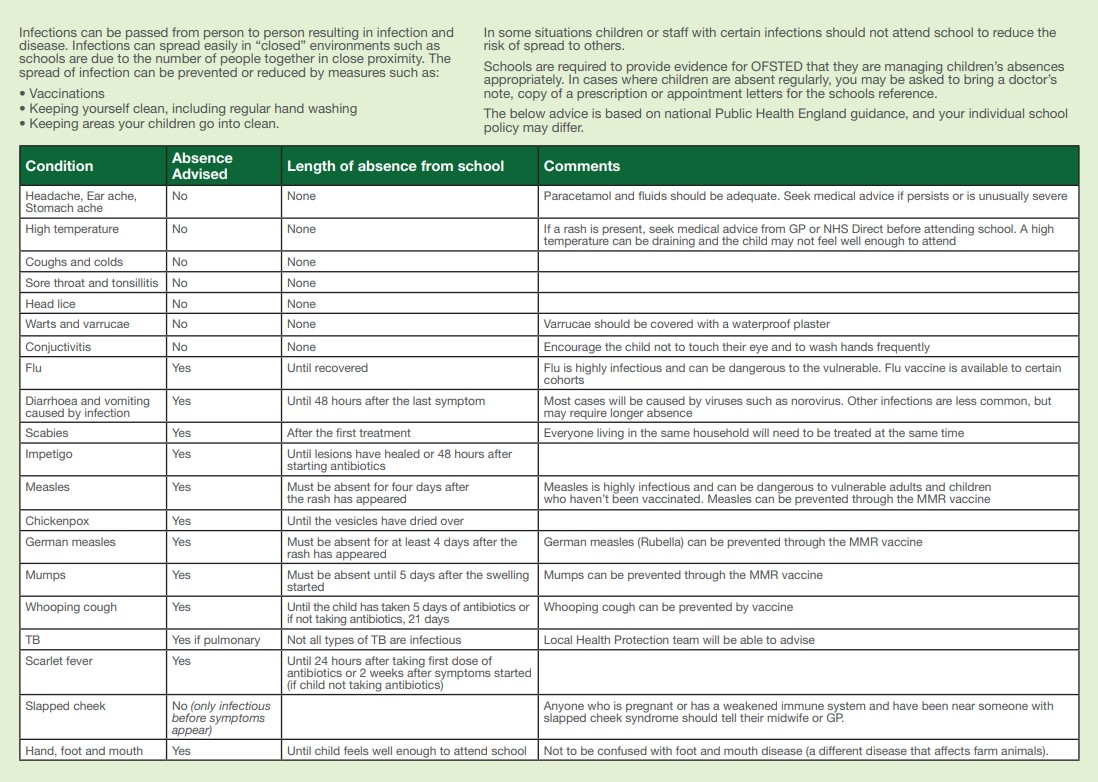 Infections can be passed from person to person resulting in infection and
disease. Infections can spread easily in “closed” environments such as
schools are due to the number of people together in close proximity. The
spread of infection can be prevented or reduced by measures such as:
• Vaccinations
• Keeping yourself clean, including regular hand washing
• Keeping areas your children go into clean.
In some situations children or staff with certain infections should not attend school to reduce the
risk of spread to others.
Schools are required to provide evidence for OFSTED that they are managing children’s absences
appropriately. In cases where children are absent regularly, you may be asked to bring a doctor’s
note, copy of a prescription or appointment letters for the schools reference.
The below advice is based on national Public Health England guidance, and your individual school
policy may differ.
Condition
Absence
Advised
Length of absence from school
Comments
Headache, Ear ache,
Stomach ache
No
None
Paracetamol and fluids should be adequate. Seek medical advice if persists or is unusually severe
High temperature
No
None
If a rash is present, seek medical advice from GP or NHS Direct before attending school. A high
temperature can be draining and the child may not feel well enough to attend
Coughs and colds
No
None
Sore throat and tonsillitis
No
None
Head lice
No
None
Warts and varrucae
No
None
Varrucae should be covered with a waterproof plaster
Conjuctivitis
No
None
Encourage the child not to touch their eye and to wash hands frequently
Flu
Yes
Until recovered
Flu is highly infectious and can be dangerous to the vulnerable. Flu vaccine is available to certain
cohorts
Diarrhoea and vomiting
caused by infection
Yes
Until 48 hours after the last symptom
Most cases will be caused by viruses such as norovirus. Other infections are less common, but
may require longer absence
Scabies
Yes
After the first treatment
Everyone living in the same household will need to be treated at the same time
Impetigo
Yes
Until lesions have healed or 48 hours after
starting antibiotics
Measles
Yes
Must be absent for four days after
the rash has appeared
Measles is highly infectious and can be dangerous to vulnerable adults and children
who haven’t been vaccinated. Measles can be prevented through the MMR vaccine
Chickenpox
Yes
Until the vesicles have dried over
German measles
Yes
Must be absent for at least 4 days after the
rash has appeared
German measles (Rubella) can be prevented through the MMR vaccine
Mumps
Yes
Must be absent until 5 days after the swelling
started
Mumps can be prevented through the MMR vaccine
Whooping cough
Yes
Until the child has taken 5 days of antibiotics or
if not taking antibiotics, 21 days
Whooping cough can be prevented by vaccine
TB
Yes if pulmonary
Not all types of TB are infectious
Local Health Protection team will be able to advise
Scarlet fever
Yes
Until 24 hours after taking first dose of
antibiotics or 2 weeks after symptoms started
(if child not taking antibiotics)
Slapped cheek
No (only infectious
before symptoms
appear)
Anyone who is pregnant or has a weakened immune system and have been near someone with
slapped cheek syndrome should tell their midwife or GP.
Hand, foot and mouth
Yes
Until child feels well enough to attend school
Not to be confused with foot and mouth disease (a different disease that affects farm animals).